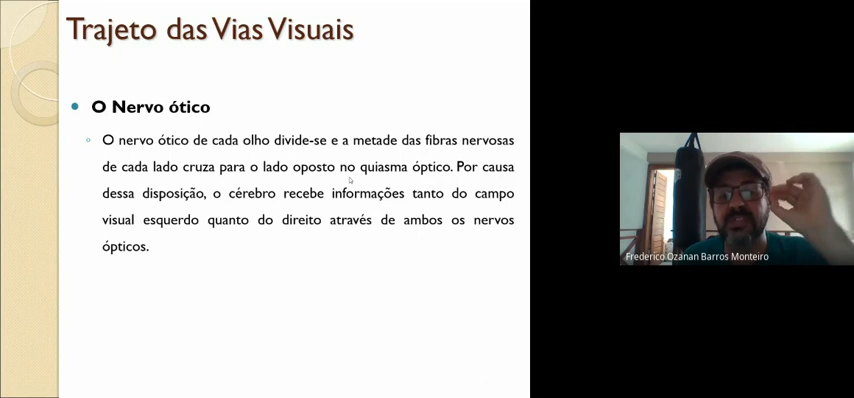 Trajeto das Vias Visuais
O Nervo ótico
O nervo ótico de cada olho divide-se e a metade das fibras nervosas
de cada lado cruza para o lado oposto no quiasma óptico. Por causa
dessa disposição, o cérebro recebe informações tanto do campo
visual esquerdo quanto do direito através de ambos os nervos
ópticos.
Frederico Ozanan Barros Monteiro